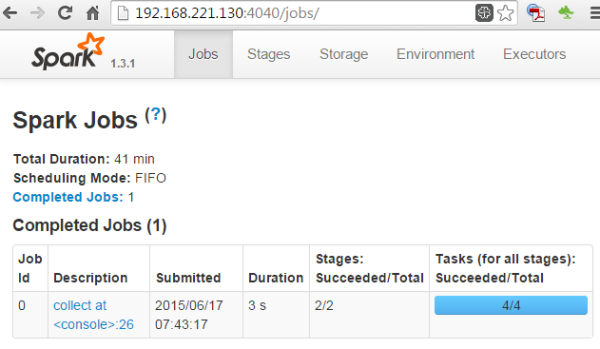 192.168.221.130:4040/jobs/
Spark 1.3.1 Jobs Stages Storage Environment Executors
Spark Jobs (?)
Total Duration: 41 min
Scheduling Mode: FIFO
Completed Jobs: 1
Completed Jobs (1)
Job Id Description Submitted Duration Stages: Succeeded/Total Tasks (for all stages): Succeeded/Total
0 collect at <console>:26 2015/06/17 07:43:17 3 s 2/2 4/4